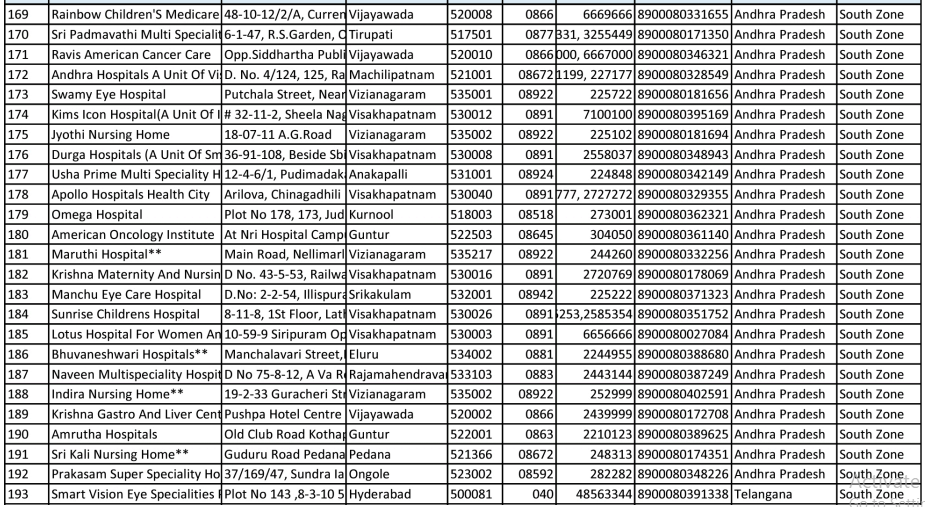 169 Rainbow Children'S Medicare 48-10-12/2/A, Curren Vijayawada 520008 0866 6669666 8900080331655 Andhra Pradesh South Zone
170 Sri Padmavathi Multi Specialit 6-1-47, R.S.Garden, O Tirupati 517501 0877 331, 3255449 8900080171350 Andhra Pradesh South Zone
171 Ravis American Cancer Care Opp.Siddhartha Publi Vijayawada 520010 0866 000, 6667000 8900080346321 Andhra Pradesh South Zone
172 Andhra Hospitals A Unit Of Vi D. No. 4/124, 125, Ra Machilipatnam 521001 08672 1199, 227177 8900080328549 Andhra Pradesh South Zone
173 Swamy Eye Hospital Putchala Street, Near Vizianagaram 535001 08922 225722 8900080181656 Andhra Pradesh South Zone
174 Kims Icon Hospital(A Unit Of I # 32-11-2, Sheela Nag Visakhapatnam 530012 0891 7100100 8900080395169 Andhra Pradesh South Zone
175 Jyothi Nursing Home 18-07-11 A.G.Road Vizianagaram 535002 08922 225102 8900080181694 Andhra Pradesh South Zone
176 Durga Hospitals (A Unit Of Sm 36-91-108, Beside Sbi Visakhapatnam 530008 0891 2558037 8900080348943 Andhra Pradesh South Zone
177 Usha Prime Multi Speciality H 12-4-6/1, Pudimadak Anakapalli 531001 08924 224848 8900080342149 Andhra Pradesh South Zone
178 Apollo Hospitals Health City Arilova, Chinagadhili Visakhapatnam 530040 0891 777, 2727272 8900080329355 Andhra Pradesh South Zone
179 Omega Hospital Plot No 178, 173, Jud Kurnool 518003 08518 273001 8900080362321 Andhra Pradesh South Zone
180 American Oncology Institute At Nri Hospital Camp Guntur 522503 08645 304050 8900080361140 Andhra Pradesh South Zone
181 Maruthi Hospital** Main Road, Nellimarl Vizianagaram 535217 08922 244260 8900080332256 Andhra Pradesh South Zone
182 Krishna Maternity And Nursin D No. 43-5-53, Railwa Visakhapatnam 530016 0891 2720769 8900080178069 Andhra Pradesh South Zone
183 Manchu Eye Care Hospital D.No: 2-2-54, Illispura Srikakulam 532001 08942 225222 8900080371323 Andhra Pradesh South Zone
184 Sunrise Childrens Hospital 8-11-8, 1St Floor, Lat Visakhapatnam 530026 0891 253,2585354 8900080351752 Andhra Pradesh South Zone
185 Lotus Hospital For Women An 10-59-9 Siripuram Op Visakhapatnam 530003 0891 6656666 8900080027084 Andhra Pradesh South Zone
186 Bhuvaneshwari Hospitals** Manchalavari Street, Eluru 534002 0881 2244955 8900080388680 Andhra Pradesh South Zone
187 Naveen Multispeciality Hospit D No 75-8-12, A Va R Rajamahendrava 533103 0883 2443144 8900080387249 Andhra Pradesh South Zone
188 Indira Nursing Home** 19-2-33 Guracheri Str Vizianagaram 535002 08922 252999 8900080402591 Andhra Pradesh South Zone
189 Krishna Gastro And Liver Cent Pushpa Hotel Centre Vijayawada 520002 0866 2439999 8900080172708 Andhra Pradesh South Zone
190 Amrutha Hospitals Old Club Road Kothap Guntur 522001 0863 2210123 8900080389625 Andhra Pradesh South Zone
191 Sri Kali Nursing Home** Guduru Road Pedana Pedana 521366 08672 248313 8900080174351 Andhra Pradesh South Zone
192 Prakasam Super Speciality Ho 37/169/47, Sundra Ia Ongole 523002 08592 282282 8900080348226 Andhra Pradesh South Zone
193 Smart Vision Eye Specialities Plot No 143 ,8-3-10 5 Hyderabad 500081 040 48563344 8900080391338 Telangana South Zone
Activate